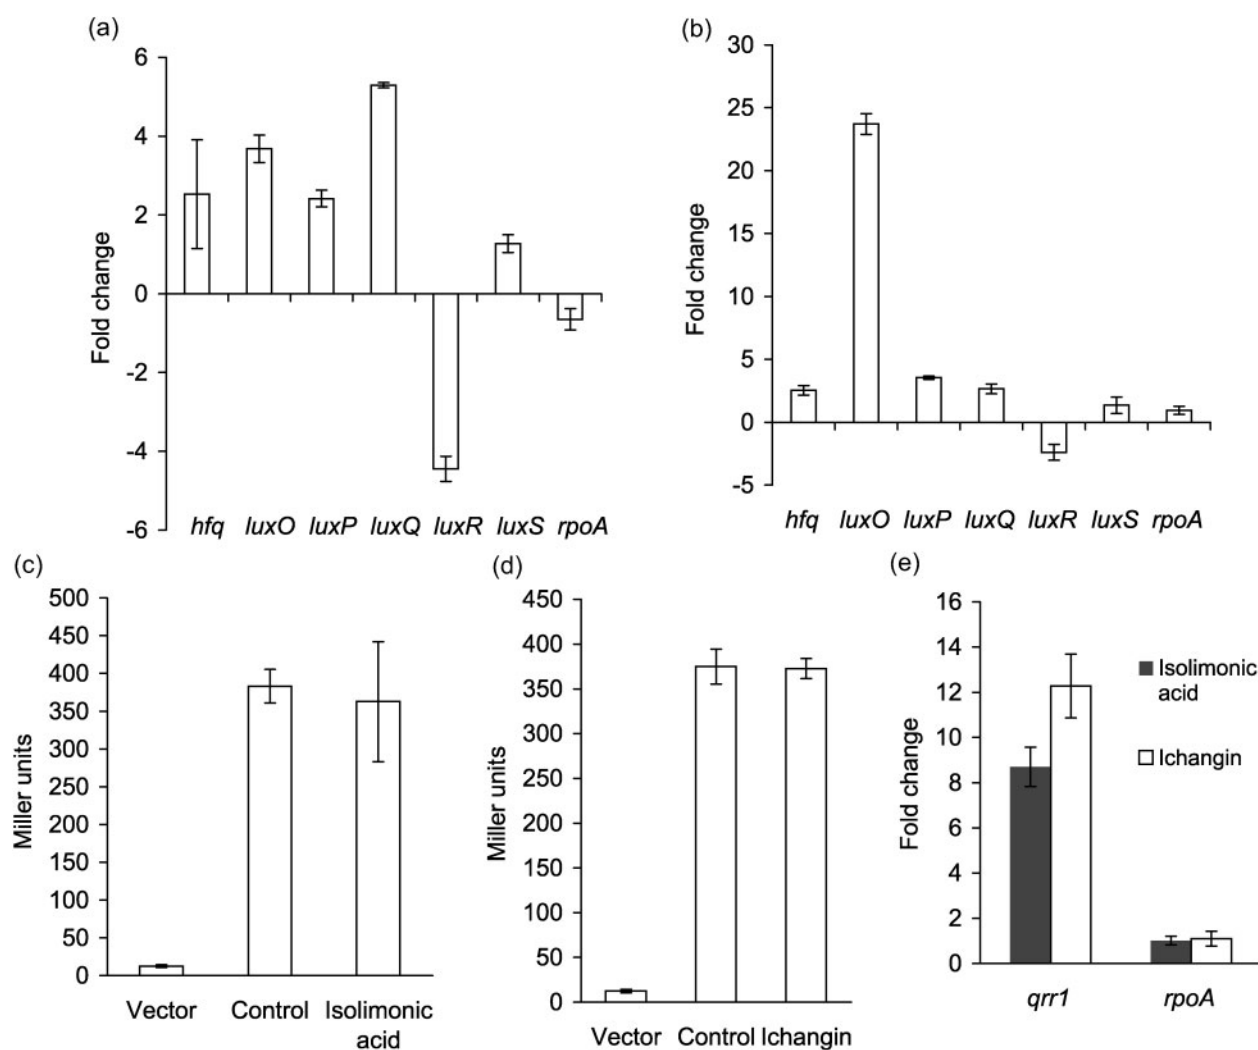 (a)
Fold change
6
4
2
0
-2
-4
-6
hfq luxO luxP luxQ luxR luxS rpoA
(b)
Fold change
30
25
20
15
10
5
0
-5
hfq luxO luxP luxQ luxR luxS rpoA
(c)
Miller units
500
450
400
350
300
250
200
150
100
50
0
Vector Control Isolimonic
acid
(d)
Miller units
450
400
350
300
250
200
150
100
50
0
Vector Control Ichangin
(e)
Fold change
16
14
12
10
8
6
4
2
0
qrr1 rpoA
Isolimonic
acid
Ichangin